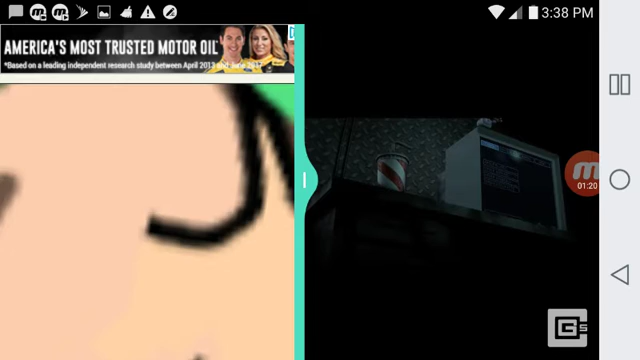 3:38 PM
AMERICA'S MOST TRUSTED MOTOR OIL*
*Based on a leading independent research study between April 2013 and June 2017
01:20